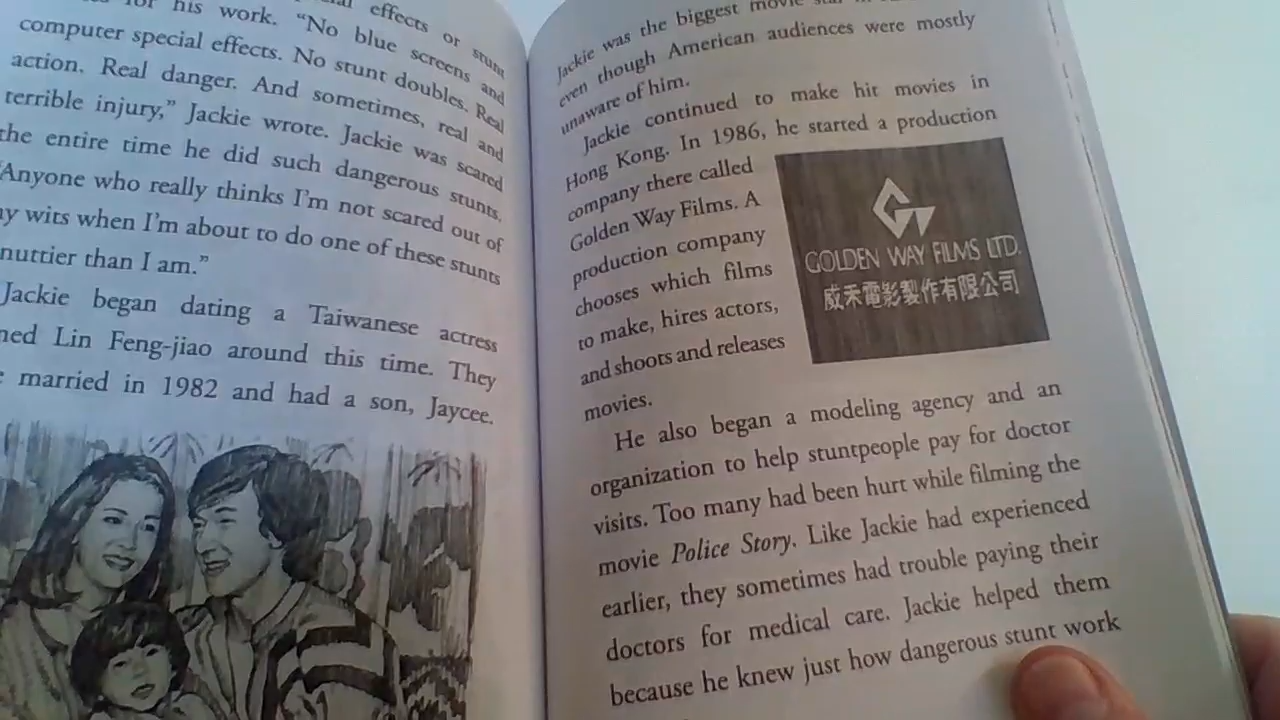 for his work. "No blue screens and
effects or stunt
computer special effects. No stunt doubles. Real
action. Real danger. And sometimes, real and
terrible injury," Jackie wrote. Jackie was scared
the entire time he did such dangerous stunts.
"Anyone who really thinks I'm not scared out of
wits when I'm about to do one of these stunts
nuttier than I am."
Jackie began dating a Taiwanese actress
Lin Feng-jiao around this time. They
married in 1982 and had a son, Jaycee.
Jackie was the biggest movie
even though American audiences were mostly
unaware of him.
Jackie continued to make hit movies in
Hong Kong. In 1986, he started a production
company there called
Golden Way Films. A
production company
chooses which films
to make, hires actors,
and shoots and releases
movies.
GOLDEN WAY FILMS LTD.
威禾電影製作有限公司
He also began a modeling agency and an
organization to help stuntpeople pay for doctor
visits. Too many had been hurt while filming the
movie Police Story. Like Jackie had experienced
earlier, they sometimes had trouble paying their
doctors for medical care. Jackie helped them
because he knew just how dangerous stunt work